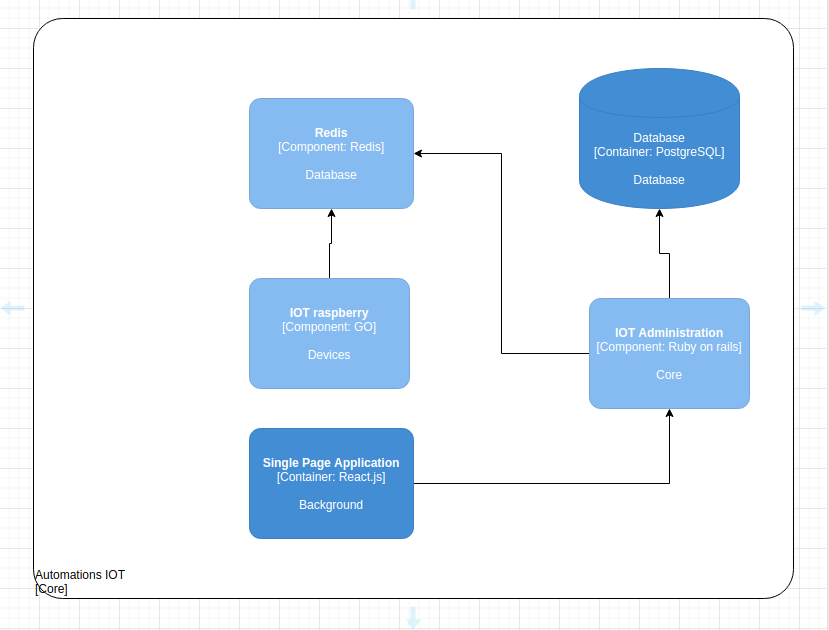 Redis
[Component: Redis]
Database
Database
[Container: PostgreSQL]
Database
IOT raspberry
[Component: GO]
Devices
IOT Administration
[Component: Ruby on rails]
Core
Single Page Application
[Container: React.js]
Background
Automations IOT
[Core]